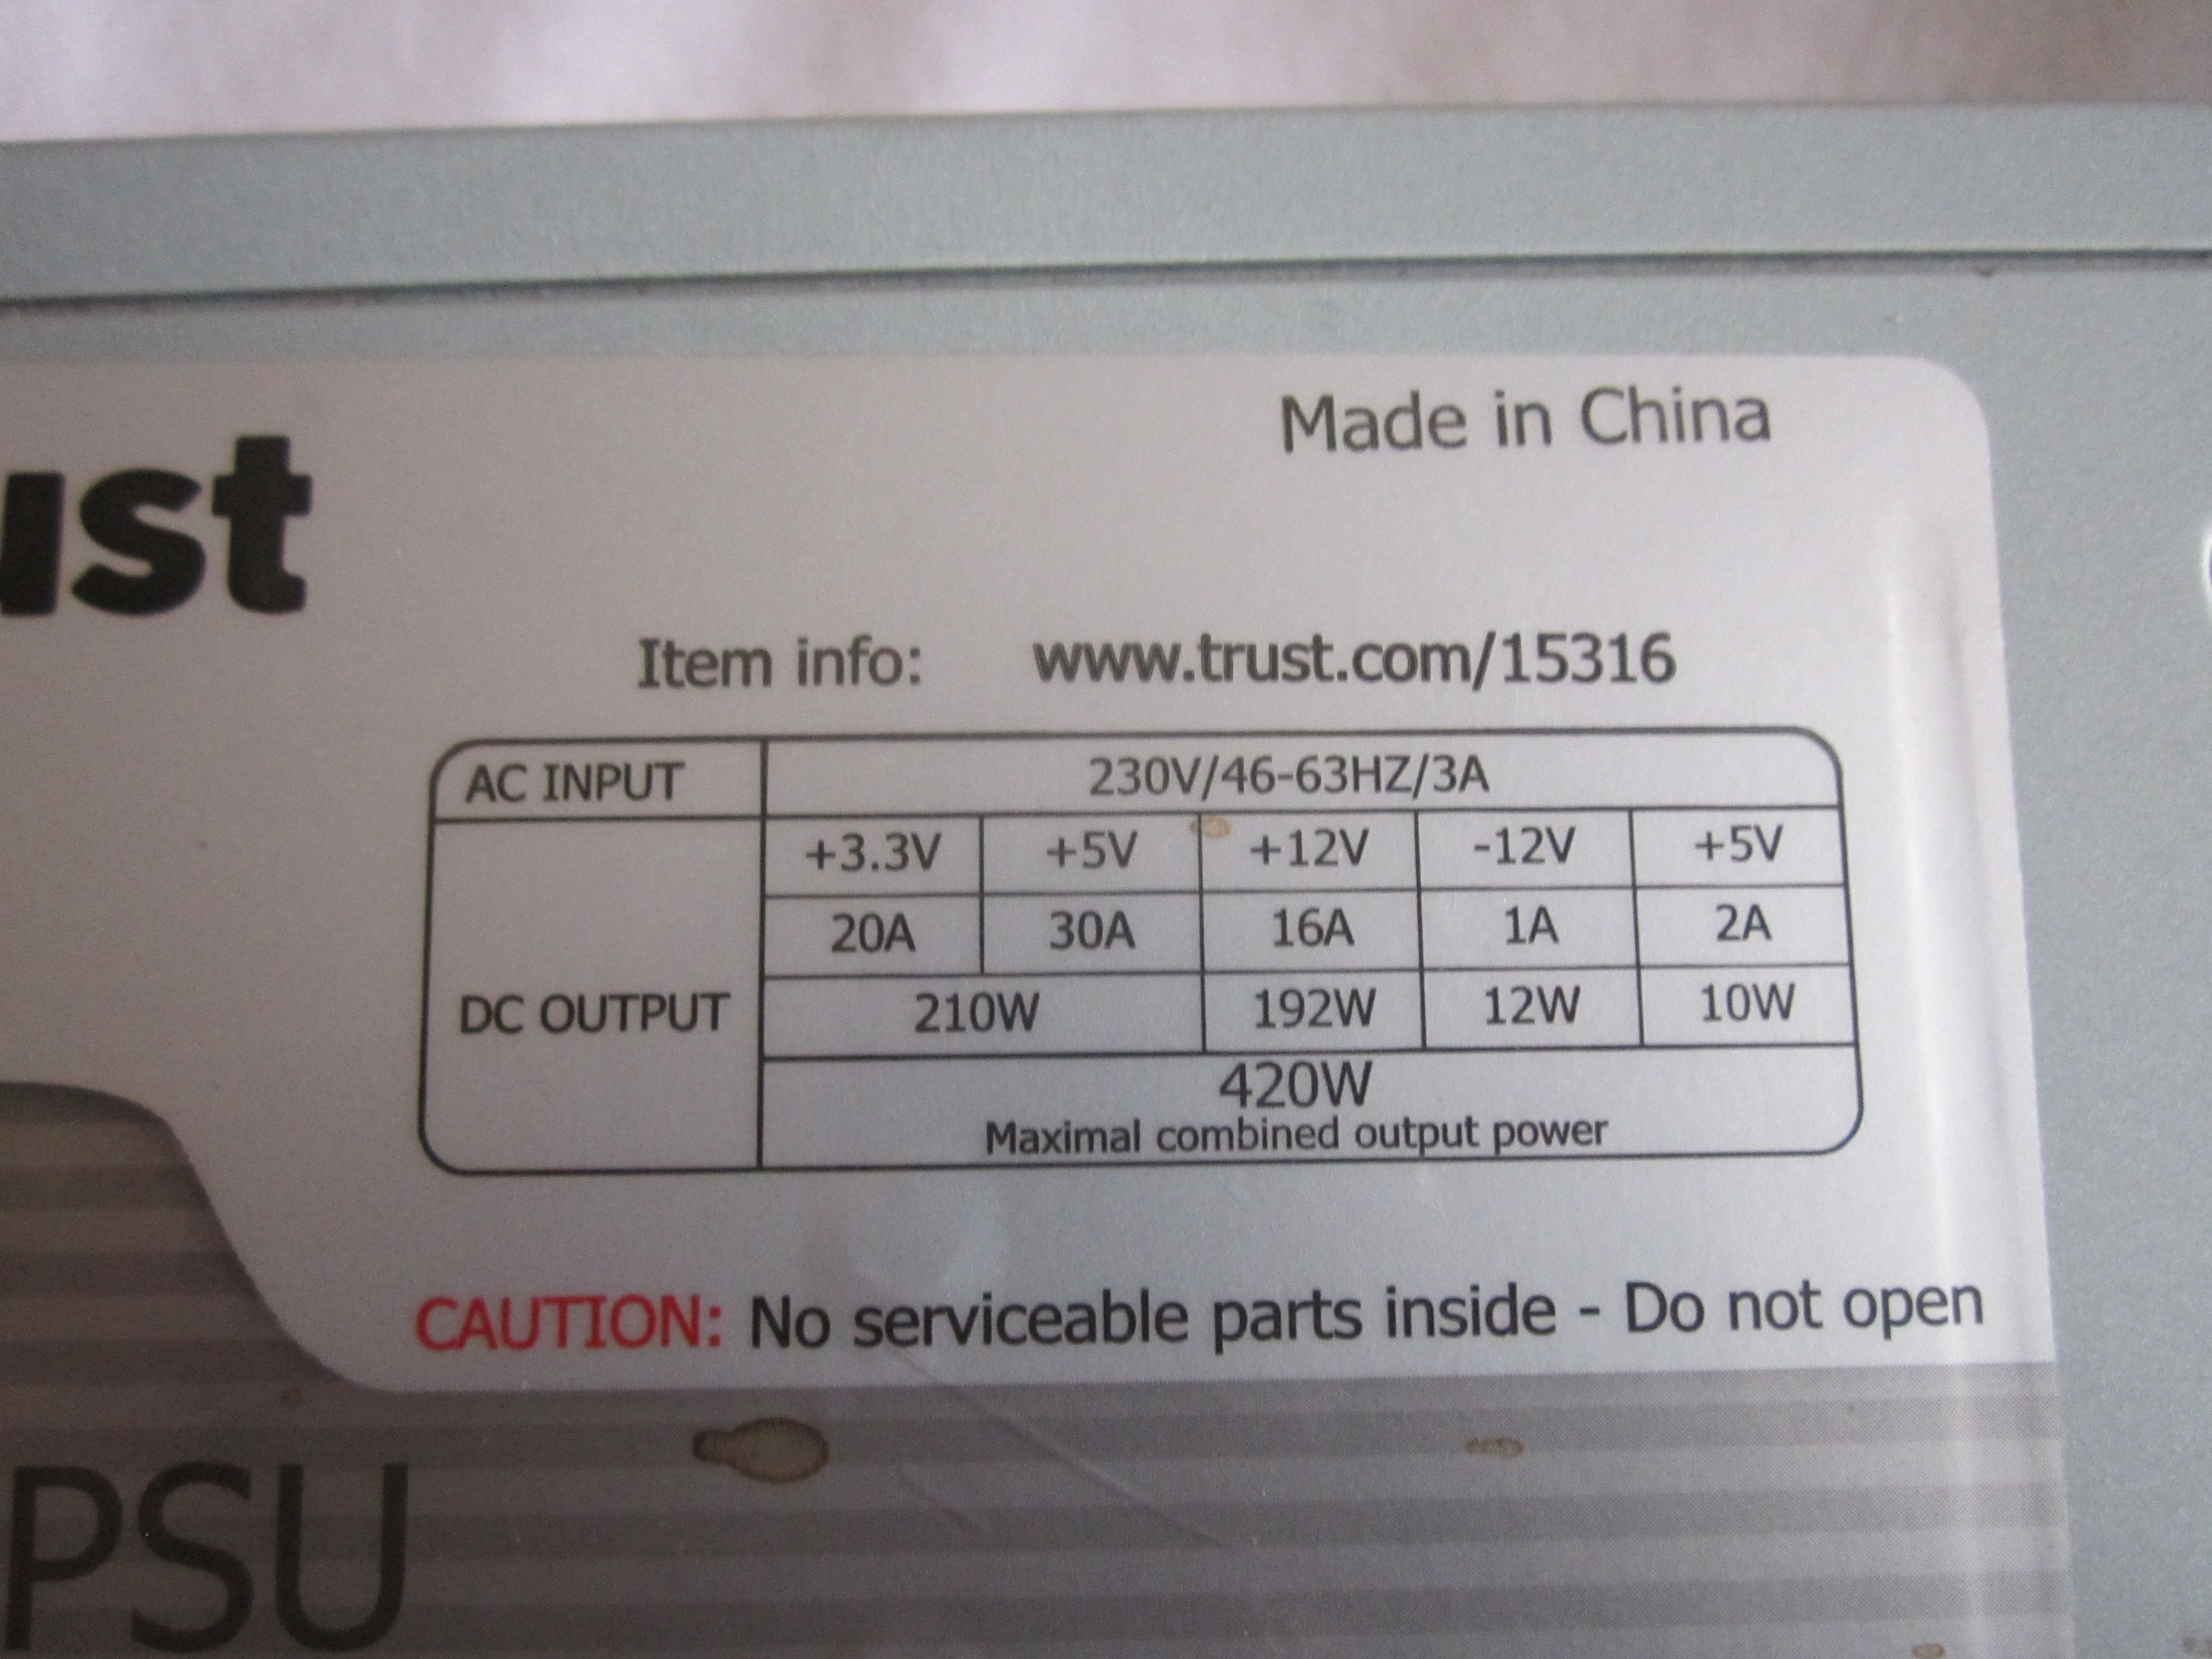 Made in China
ust
Item info: www.trust.com/15316
AC INPUT 230V/46-63HZ/3A
+3.3V +5V +12V -12V +5V
20A 30A 16A 1A 2A
DC OUTPUT 210W 192W 12W 10W
420W
Maximal combined output power
CAUTION: No serviceable parts inside - Do not open
PSU